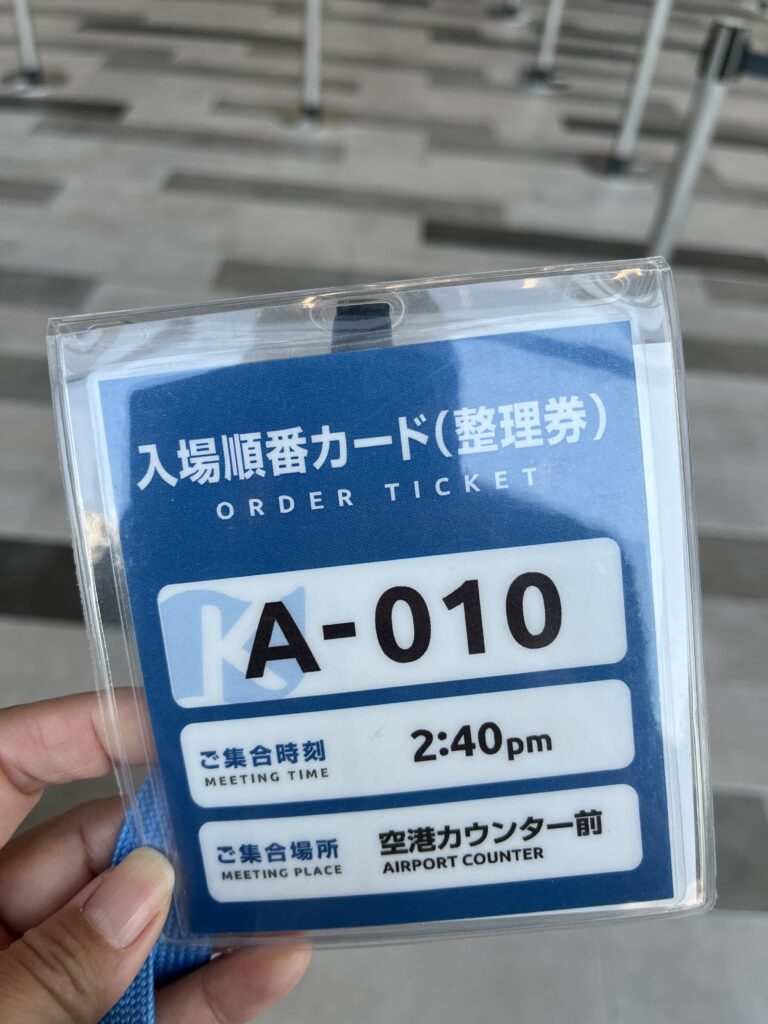 入場順番カード(整理券)
ORDER TICKET
K
A-010
ご集合時刻
MEETING TIME
2:40pm
ご集合場所
MEETING PLACE
空港カウンター前
AIRPORT COUNTER